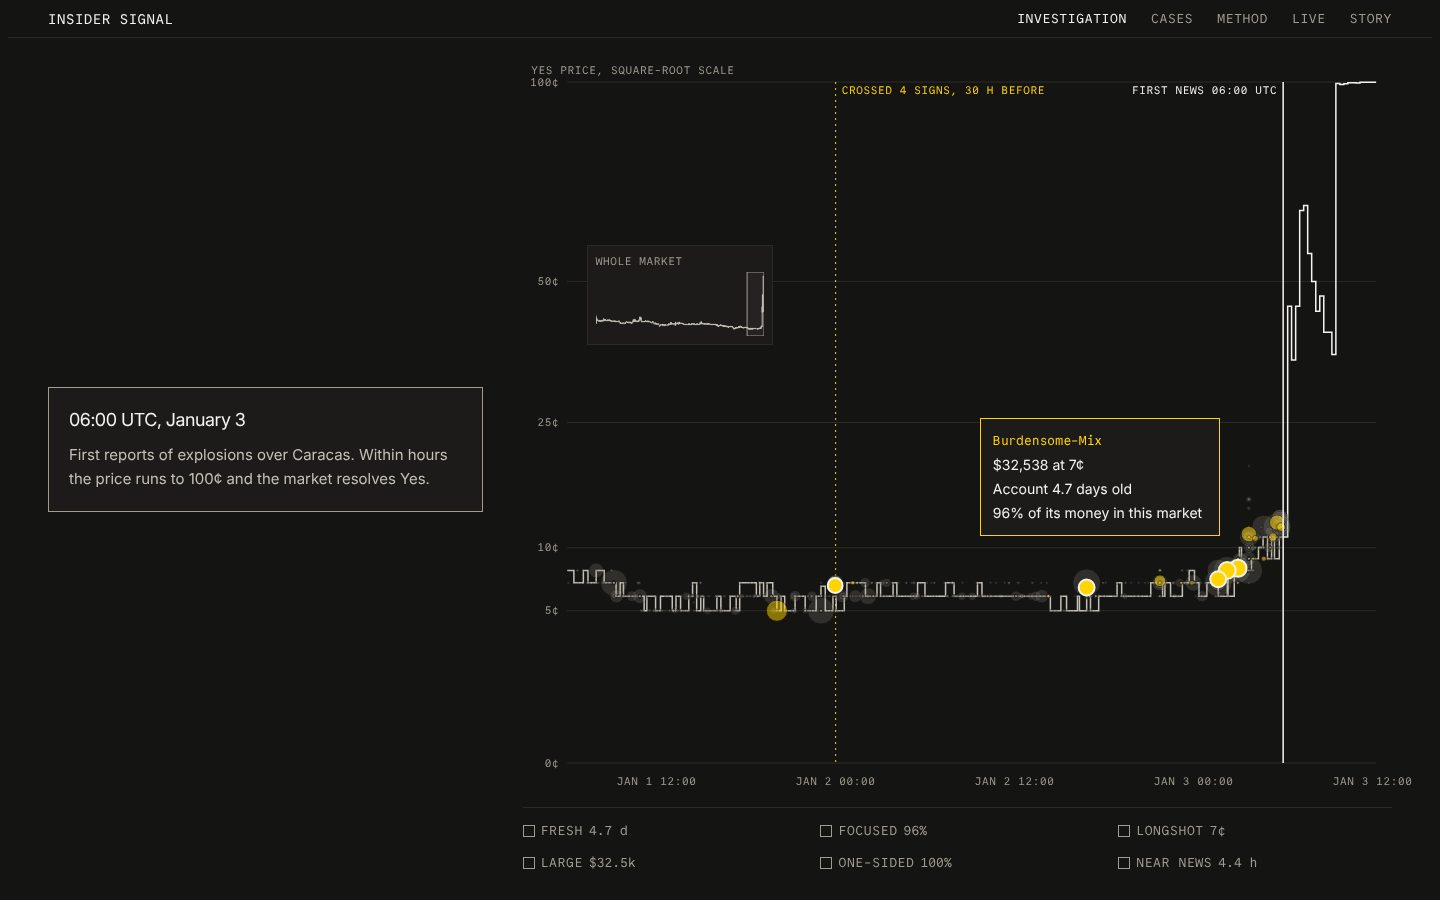 INSIDER SIGNAL
INVESTIGATION CASES METHOD LIVE STORY
YES PRICE, SQUARE-ROOT SCALE
100¢
CROSSED 4 SIGNS, 30 H BEFORE
FIRST NEWS 06:00 UTC
WHOLE MARKET
50¢
06:00 UTC, January 3
First reports of explosions over Caracas. Within hours
the price runs to 100¢ and the market resolves Yes.
25¢
Burdensome-Mix
$32,538 at 7¢
Account 4.7 days old
96% of its money in this market
10¢
5¢
0¢
JAN 1 12:00
JAN 2 00:00
JAN 2 12:00
JAN 3 00:00
JAN 3 12:00
FRESH 4.7 d
FOCUSED 96%
LONGSHOT 7¢
LARGE $32.5k
ONE-SIDED 100%
NEAR NEWS 4.4 h